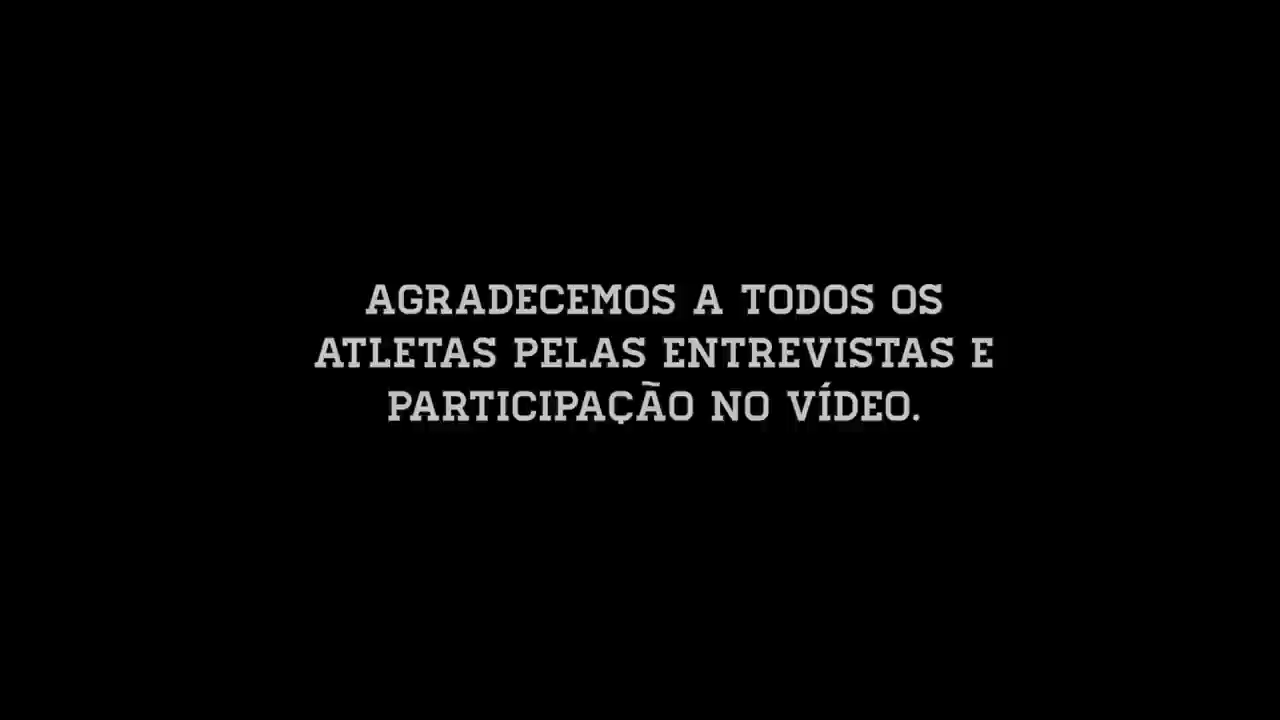 AGRADECEMOS A TODOS OS
ATLETAS PELAS ENTREVISTAS E
PARTICIPAÇÃO NO VÍDEO.